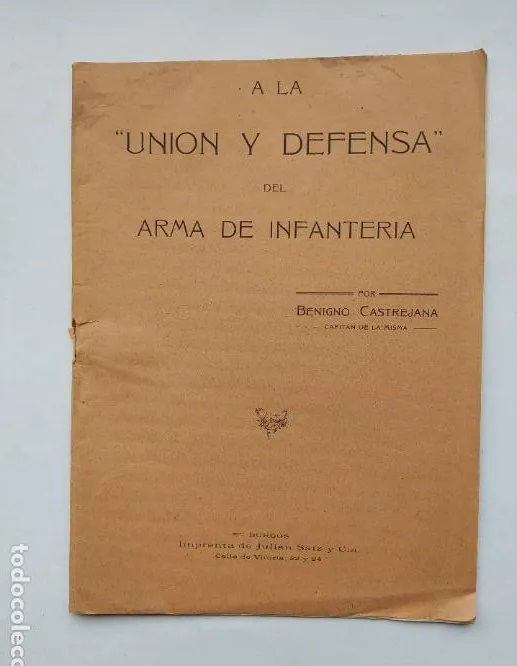 A LA
"UNION Y DEFENSA"
DEL
ARMA DE INFANTERIA
POR
BENIGNO CASTREJANA
CAPITAN DE LA MISMA
BURGOS
Imprenta de Julián Saiz y Cía.
Calle de Vitoria, 22 y 24
todocoleccion